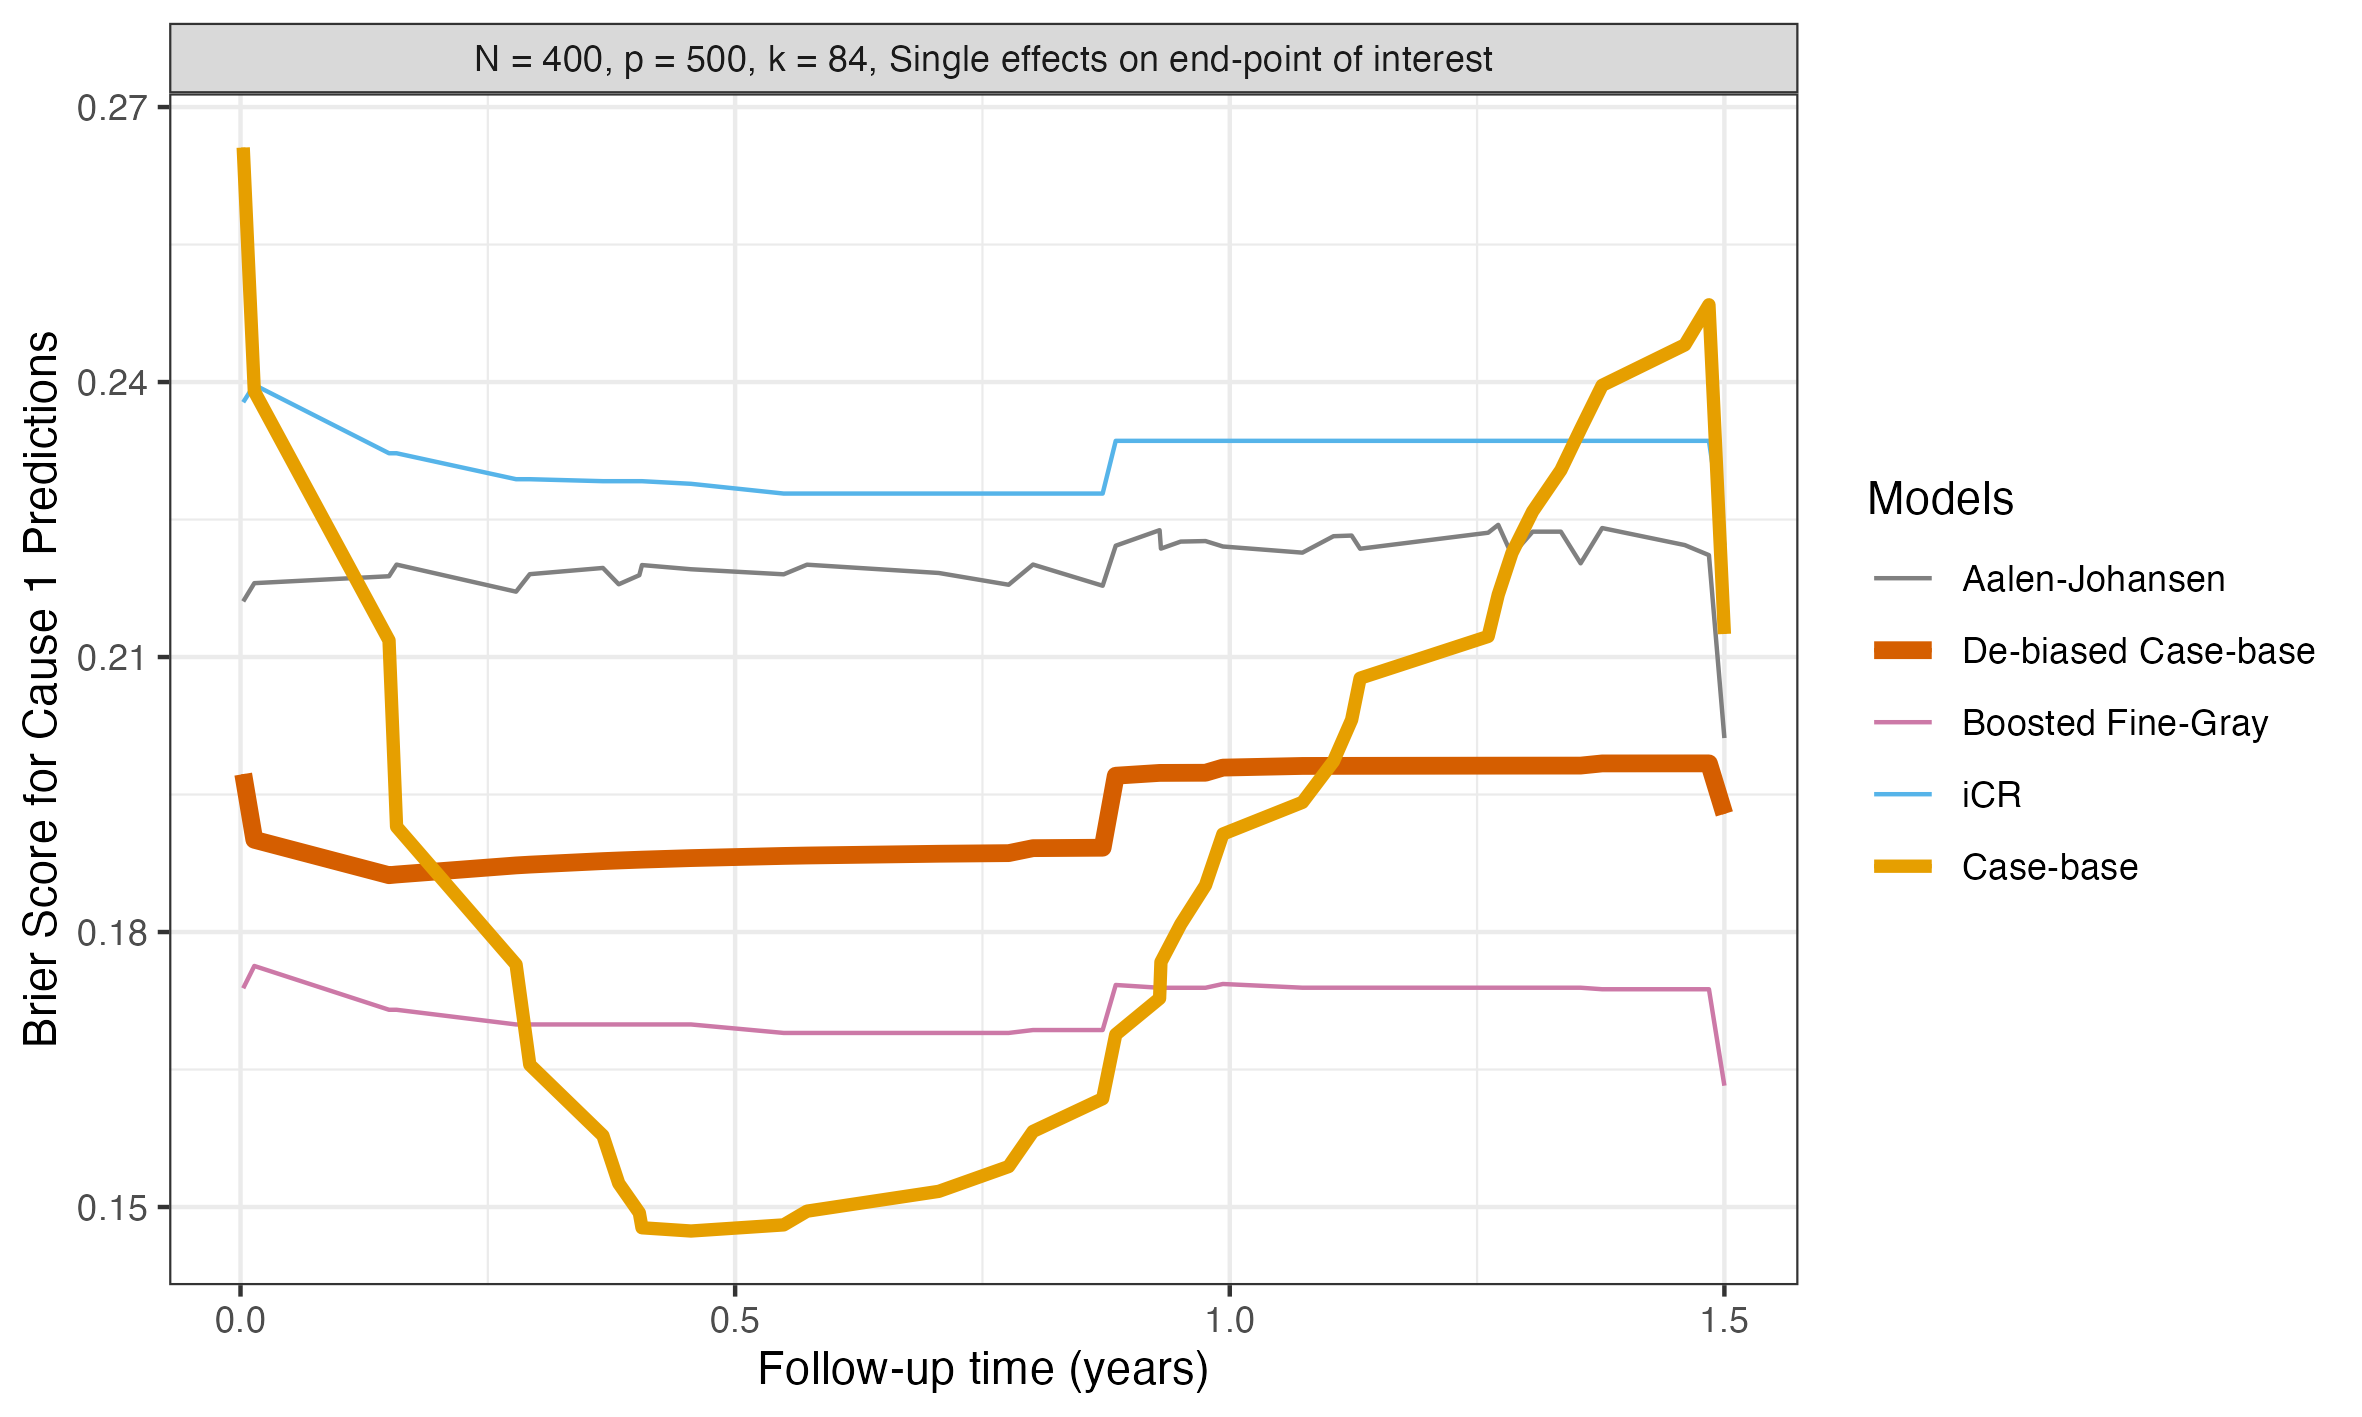 N = 400, p = 500, k = 84, Single effects on end-point of interest
Brier Score for Cause 1 Predictions
0.27
0.24
0.21
0.18
0.15
0.0
0.5
1.0
1.5
Follow-up time (years)
Models
Aalen-Johansen
De-biased Case-base
Boosted Fine-Gray
iCR
Case-base